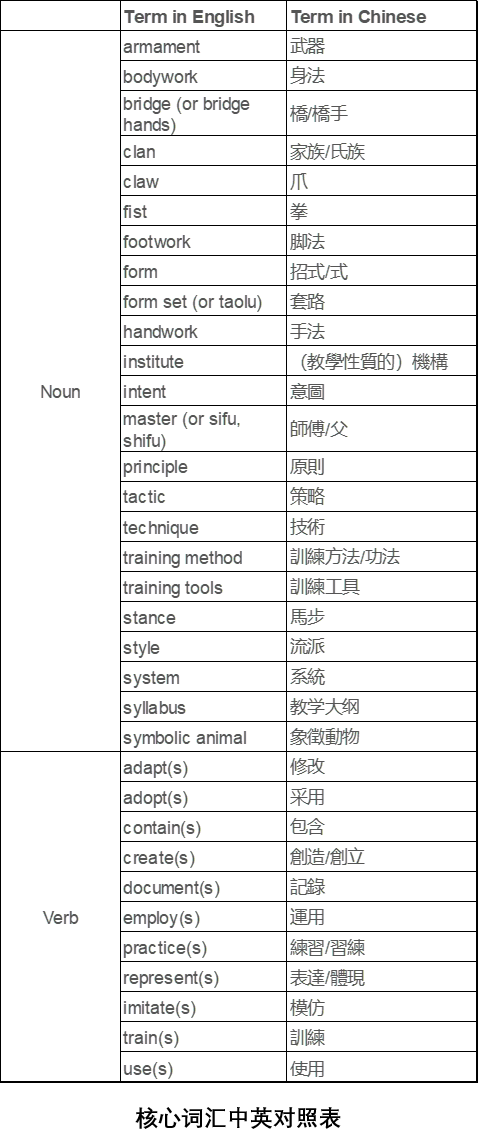 Term in English Term in Chinese
armament 武器
bodywork 身法
bridge (or bridge
hands) 橋/橋手
clan 家族/氏族
claw 爪
fist 拳
footwork 脚法
form 招式/式
form set (or taolu) 套路
handwork 手法
institute （教學性質的）機構
Noun intent 意圖
master (or sifu,
shifu) 師傅/父
principle 原則
tactic 策略
technique 技術
training method 訓練方法/功法
training tools 訓練工具
stance 馬步
style 流派
system 系統
syllabus 教学大纲
symbolic animal 象徵動物
adapt(s) 修改
adopt(s) 采用
contain(s) 包含
create(s) 創造/創立
document(s) 記錄
Verb employ(s) 運用
practice(s) 練習/習練
represent(s) 表達/體現
imitate(s) 模仿
train(s) 訓練
use(s) 使用
核心词汇中英对照表